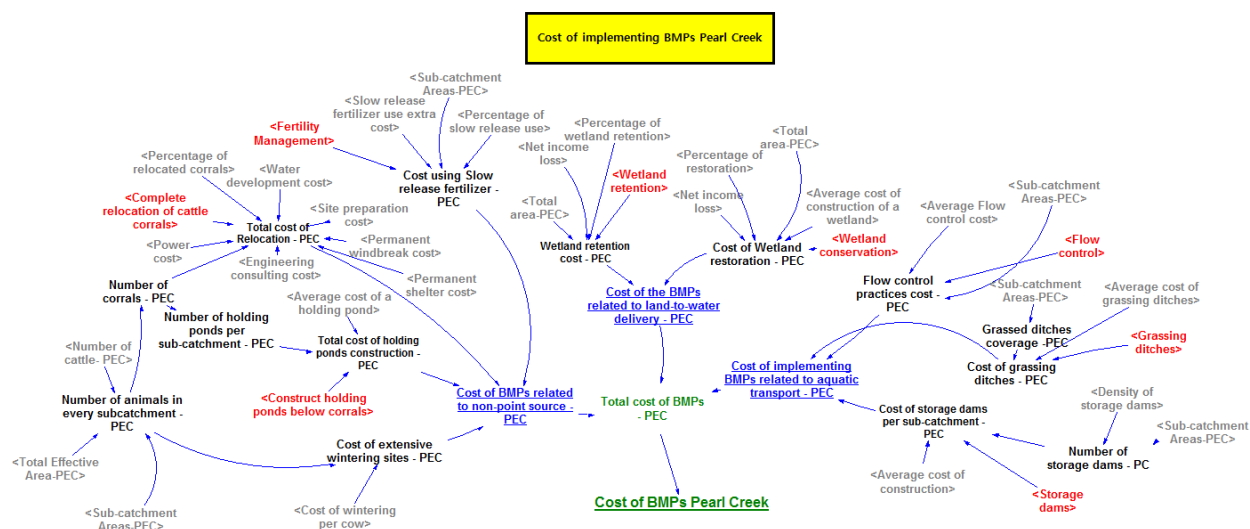 Cost of implementing BMPs Pearl Creek
<Sub-catchment
Areas-PEC>
<Slow release
fertilizer use extra
cost>
<Percentage of
slow release use>
<Fertility
Management>
Cost using Slow
release fertilizer -
PEC
<Percentage of
relocated corrals>
<Water
development cost>
<Complete
relocation of cattle
corrals>
<Site preparation
cost>
Total cost of
Relocation - PEC
<Power
cost>
<Engineering
consulting cost>
<Permanent
windbreak cost>
<Permanent
shelter cost>
Number of
corrals - PEC
Number of holding
ponds per
sub-catchment - PEC
<Average cost of a
holding pond>
Total cost of holding
ponds construction -
PEC
<Number of
cattle- PEC>
Number of animals in
every subcatchment -
PEC
<Construct holding
ponds below corrals>
Cost of BMPs related
to non-point source -
PEC
Cost of extensive
wintering sites - PEC
<Total Effective
Area-PEC>
<Sub-catchment
Areas-PEC>
<Cost of wintering
per cow>
<Percentage of
wetland retention>
<Net income
loss>
<Wetland
retention>
<Total
area-PEC>
Wetland retention
cost - PEC
<Total
area-PEC>
<Percentage of
restoration>
<Net income
loss>
<Average cost of
construction of a
wetland>
Cost of Wetland
restoration - PEC
<Wetland
conservation>
Cost of the BMPs
related to land-to-water
delivery - PEC
<Sub-catchment
Areas-PEC>
<Average Flow
control cost>
<Flow
control>
Flow control
practices cost -
PEC
<Sub-catchment
Areas-PEC>
<Average cost of
grassing ditches>
Grassed ditches
coverage -PEC
<Grassing
ditches>
Cost of grassing
ditches - PEC
Cost of implementing
BMPs related to aquatic
transport - PEC
Total cost of BMPs -
PEC
Cost of storage dams
per sub-catchment -
PEC
<Density of
storage dams>
<Sub-catchment
Areas-PEC>
Number of
storage dams - PC
<Average cost of
construction>
<Storage
dams>
Cost of BMPs Pearl Creek